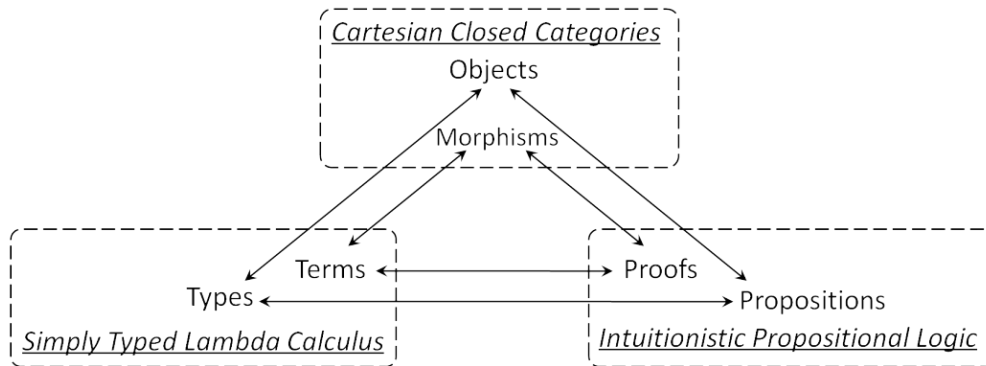 Cartesian Closed Categories
Objects
Morphisms
Terms
Proofs
Types
Propositions
Simply Typed Lambda Calculus
Intuitionistic Propositional Logic